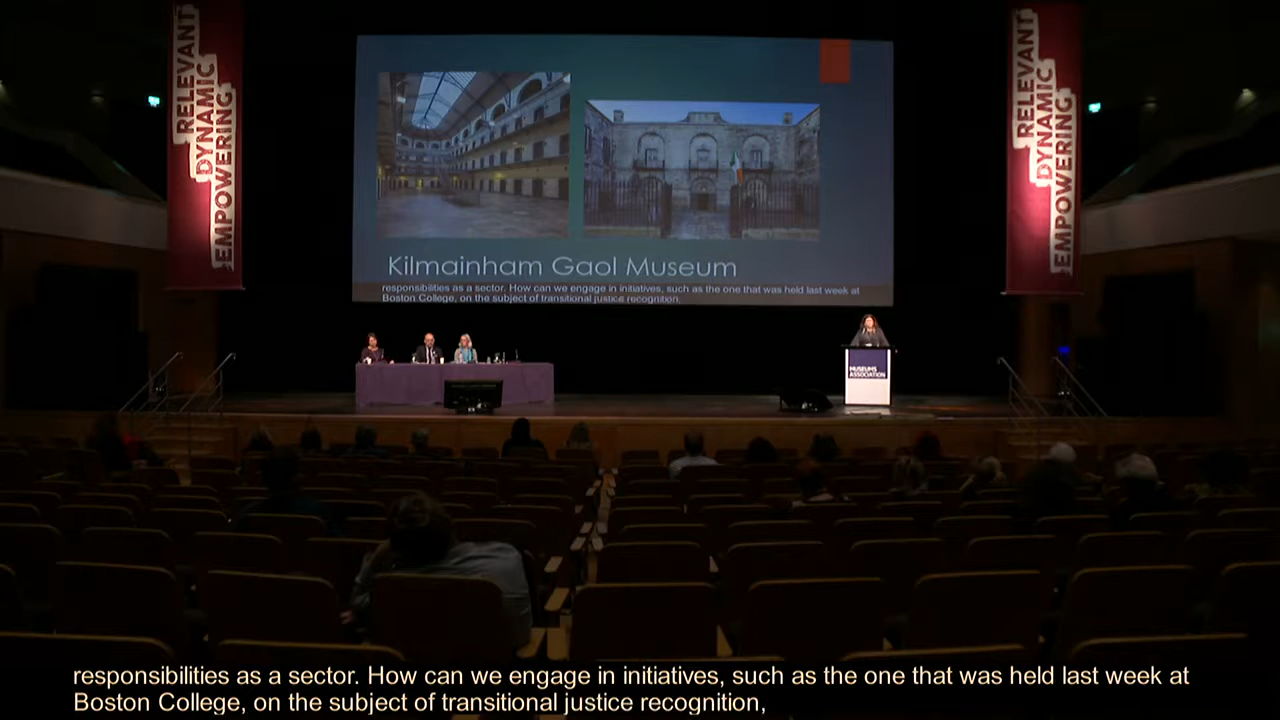 RELEVANT
DYNAMIC
EMPOWERING
RELEVANT
DYNAMIC
EMPOWERING
Kilmainham Gaol Museum
responsibilities as a sector. How can we engage in initiatives, such as the one that was held last week at
Boston College, on the subject of transitional justice recognition,
MUSEUMS
ASSOCIATION
responsibilities as a sector. How can we engage in initiatives, such as the one that was held last week at
Boston College, on the subject of transitional justice recognition,